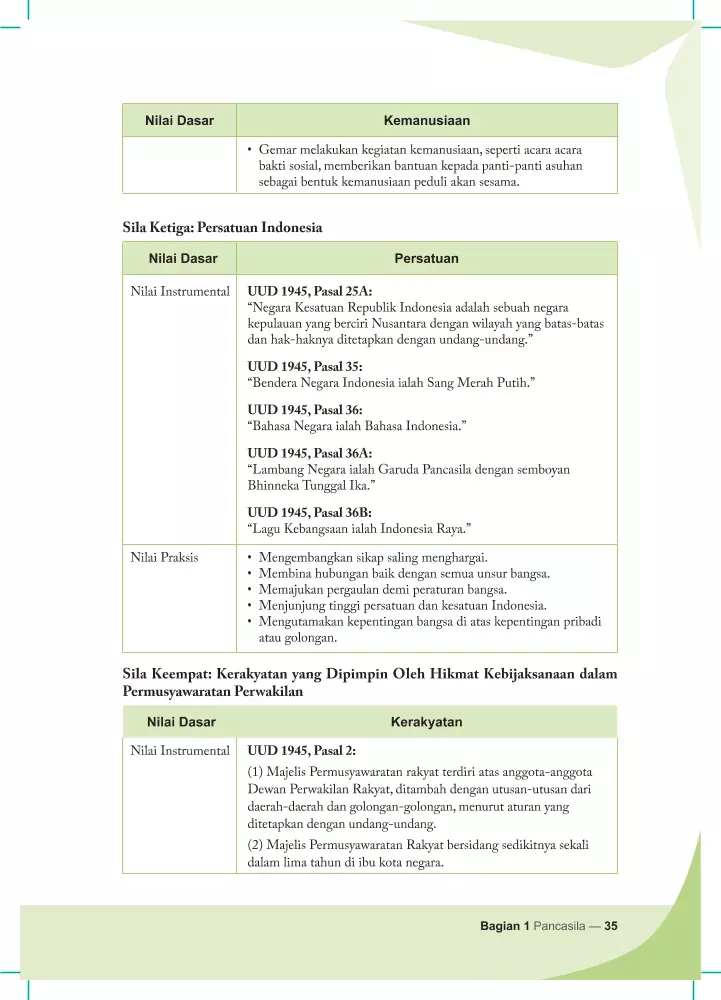 Nilai Dasar
Kemanusiaan
• Gemar melakukan kegiatan kemanusiaan, seperti acara acara
bakti sosial, memberikan bantuan kepada panti-panti asuhan
sebagai bentuk kemanusiaan peduli akan sesama.
Sila Ketiga: Persatuan Indonesia
Nilai Dasar
Persatuan
Nilai Instrumental
UUD 1945, Pasal 25A:
“Negara Kesatuan Republik Indonesia adalah sebuah negara
kepulauan yang berciri Nusantara dengan wilayah yang batas-batas
dan hak-haknya ditetapkan dengan undang-undang.”
UUD 1945, Pasal 35:
“Bendera Negara Indonesia ialah Sang Merah Putih.”
UUD 1945, Pasal 36:
“Bahasa Negara ialah Bahasa Indonesia.”
UUD 1945, Pasal 36A:
“Lambang Negara ialah Garuda Pancasila dengan semboyan
Bhinneka Tunggal Ika.”
UUD 1945, Pasal 36B:
“Lagu Kebangsaan ialah Indonesia Raya.”
Nilai Praksis
• Mengembangkan sikap saling menghargai.
• Membina hubungan baik dengan semua unsur bangsa.
• Memajukan pergaulan demi peraturan bangsa.
• Menjunjung tinggi persatuan dan kesatuan Indonesia.
• Mengutamakan kepentingan bangsa di atas kepentingan pribadi
atau golongan.
Sila Keempat: Kerakyatan yang Dipimpin Oleh Hikmat Kebijaksanaan dalam
Permusyawaratan Perwakilan
Nilai Dasar
Kerakyatan
Nilai Instrumental
UUD 1945, Pasal 2:
(1) Majelis Permusyawaratan rakyat terdiri atas anggota-anggota
Dewan Perwakilan Rakyat, ditambah dengan utusan-utusan dari
daerah-daerah dan golongan-golongan, menurut aturan yang
ditetapkan dengan undang-undang.
(2) Majelis Permusyawaratan Rakyat bersidang sedikitnya sekali
dalam lima tahun di ibu kota negara.
Bagian 1 Pancasila — 35